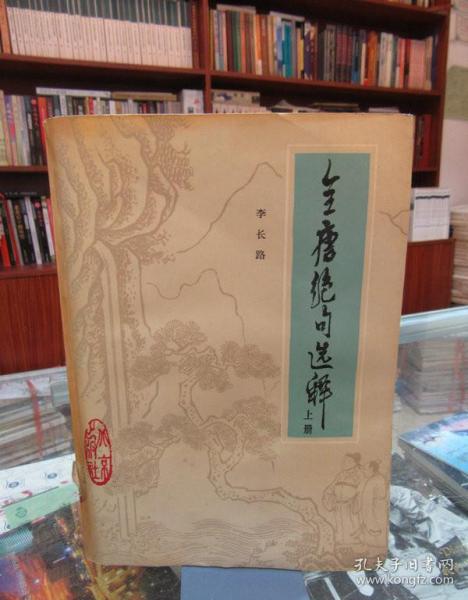 全唐绝句选释
上册
李长路
北京出版社
孔夫子旧书网
www.kongfz.com